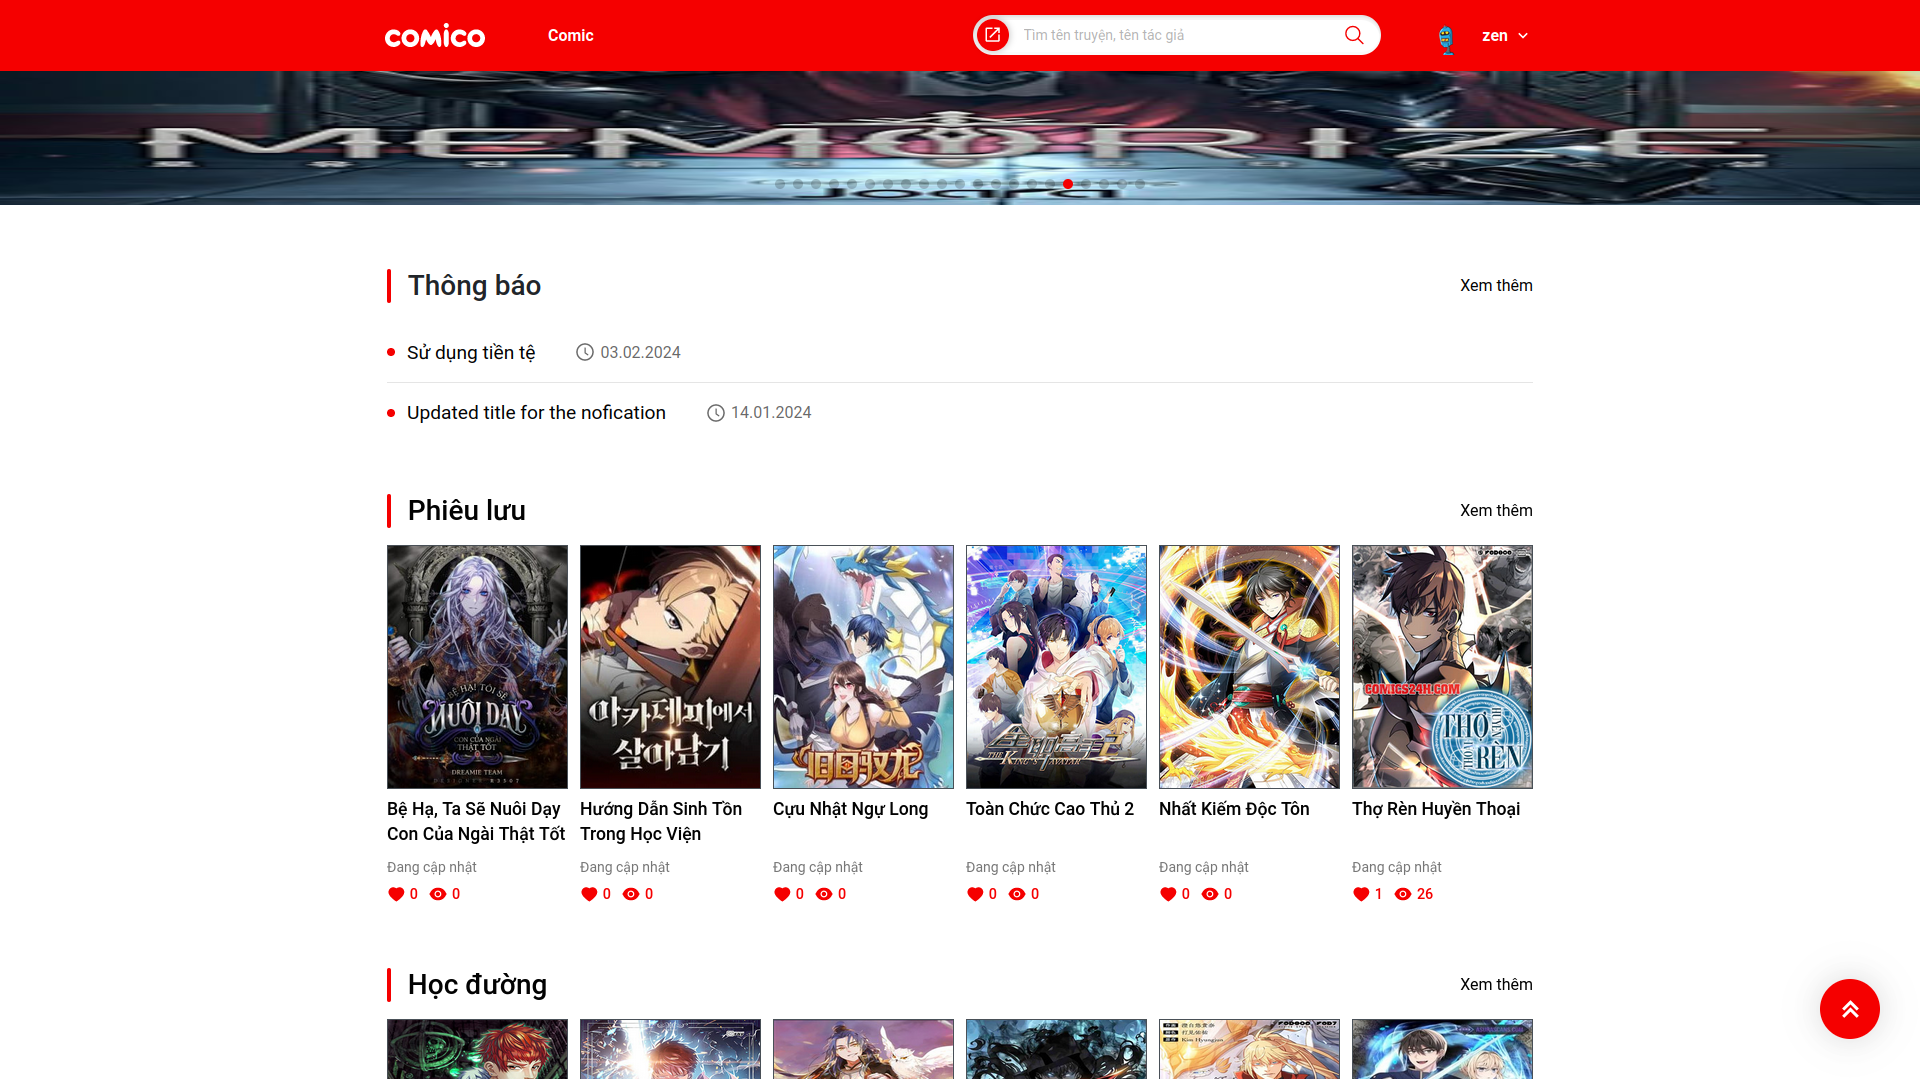 comico
Comic
Tìm tên truyện, tên tác giả
zen
MEMORIZE
Thông báo
Xem thêm
Sử dụng tiền tệ
03.02.2024
Updated title for the nofication
14.01.2024
Phiêu lưu
Xem thêm
BỆ HẠ! TÔI SẼ
NUÔI DẠY
CON CỦA NGÀI
THẬT TỐT
DREAMIE TEAM
아카데미에서
살아남기
旧日驭龙
THE KING'S AVATAR
COMICS24H.COM
THỢ RÈN
HUYỀN THOẠI
Bệ Hạ, Ta Sẽ Nuôi Dạy
Con Của Ngài Thật Tốt
Hướng Dẫn Sinh Tồn
Trong Học Viện
Cựu Nhật Ngự Long
Toàn Chức Cao Thủ 2
Nhất Kiếm Độc Tôn
Thợ Rèn Huyền Thoại
Đang cập nhật
Đang cập nhật
Đang cập nhật
Đang cập nhật
Đang cập nhật
Đang cập nhật
0 0
0 0
0 0
0 0
0 0
1 26
Học đường
Xem thêm